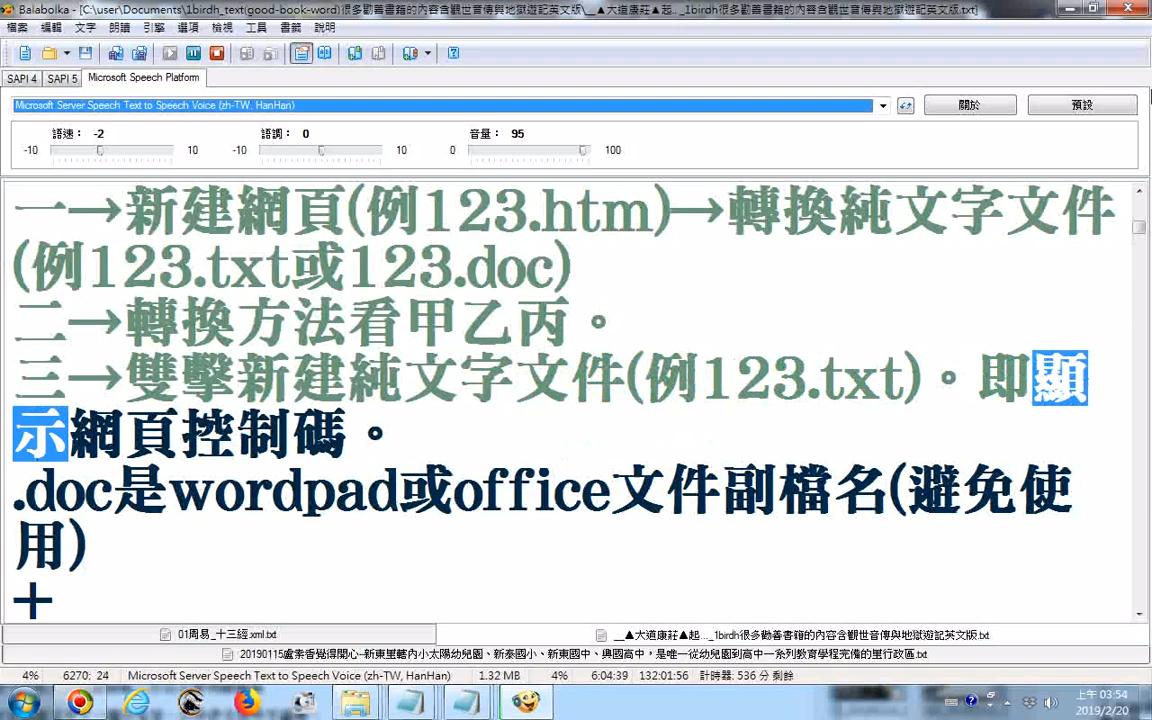 Balabolka - [C:\user\Documents\1birdh_text(good-book-word)很多勸善書籍的內容含觀世音傳與地獄遊記英文版\__▲大道康莊▲起..._1birdh很多勸善書籍的內容含觀世音傳與地獄遊記英文版.txt]
檔案 編輯 文字 朗讀 引擎 選項 檢視 工具 書籤 說明
SAPI 4 SAPI 5 Microsoft Speech Platform
Microsoft Server Speech Text to Speech Voice (zh-TW, HanHan) 關於 預設
語速： -2 語調： 0 音量： 95
-10 10 -10 10 0 100
一→新建網頁(例123.htm)→轉換純文字文件
(例123.txt或123.doc)
二→轉換方法看甲乙丙。
三→雙擊新建純文字文件(例123.txt)。即顯
示網頁控制碼。
.doc是wordpad或office文件副檔名(避免使
用)
+
01周易_十三經.xml.txt __▲大道康莊▲起..._1birdh很多勸善書籍的內容含觀世音傳與地獄遊記英文版.txt
20190115盧素香覺得開心-新東里轄內小太陽幼兒園、新泰國小、新東國中、興國高中，是唯一從幼兒園到高中一系列教育學程完備的里行政區.txt
4% 6270; 24 Microsoft Server Speech Text to Speech Voice (zh-TW, HanHan) 1.32 MB 4% 6:04:39 132:01:56 計時器: 536 分 剩餘
上午 03:54
2019/2/20